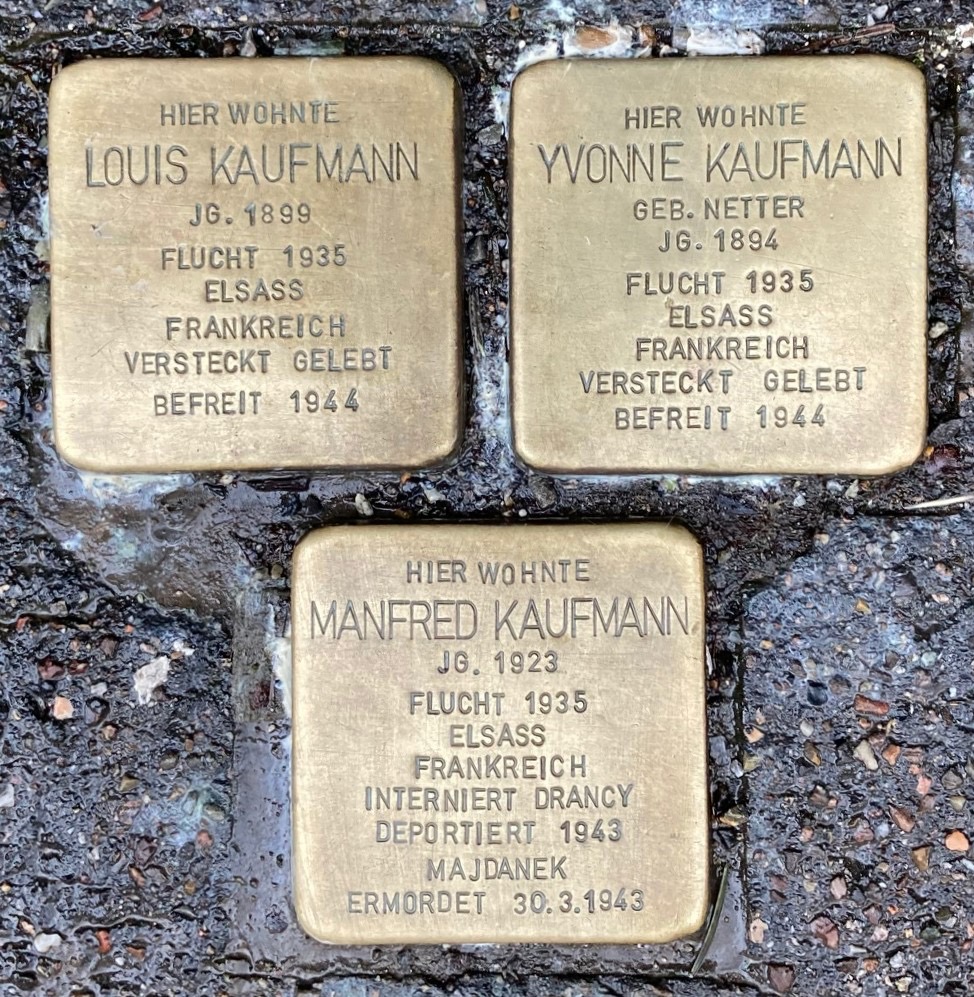 HIER WOHNTE
LOUIS KAUFMANN
JG. 1899
FLUCHT 1935
ELSASS
FRANKREICH
VERSTECKT GELEBT
BEFREIT 1944
HIER WOHNTE
YVONNE KAUFMANN
GEB. NETTER
JG. 1894
FLUCHT 1935
ELSASS
FRANKREICH
VERSTECKT GELEBT
BEFREIT 1944
HIER WOHNTE
MANFRED KAUFMANN
JG. 1923
FLUCHT 1935
ELSASS
FRANKREICH
INTERNIERT DRANCY
DEPORTIERT 1943
MAJDANEK
ERMORDET 30.3.1943